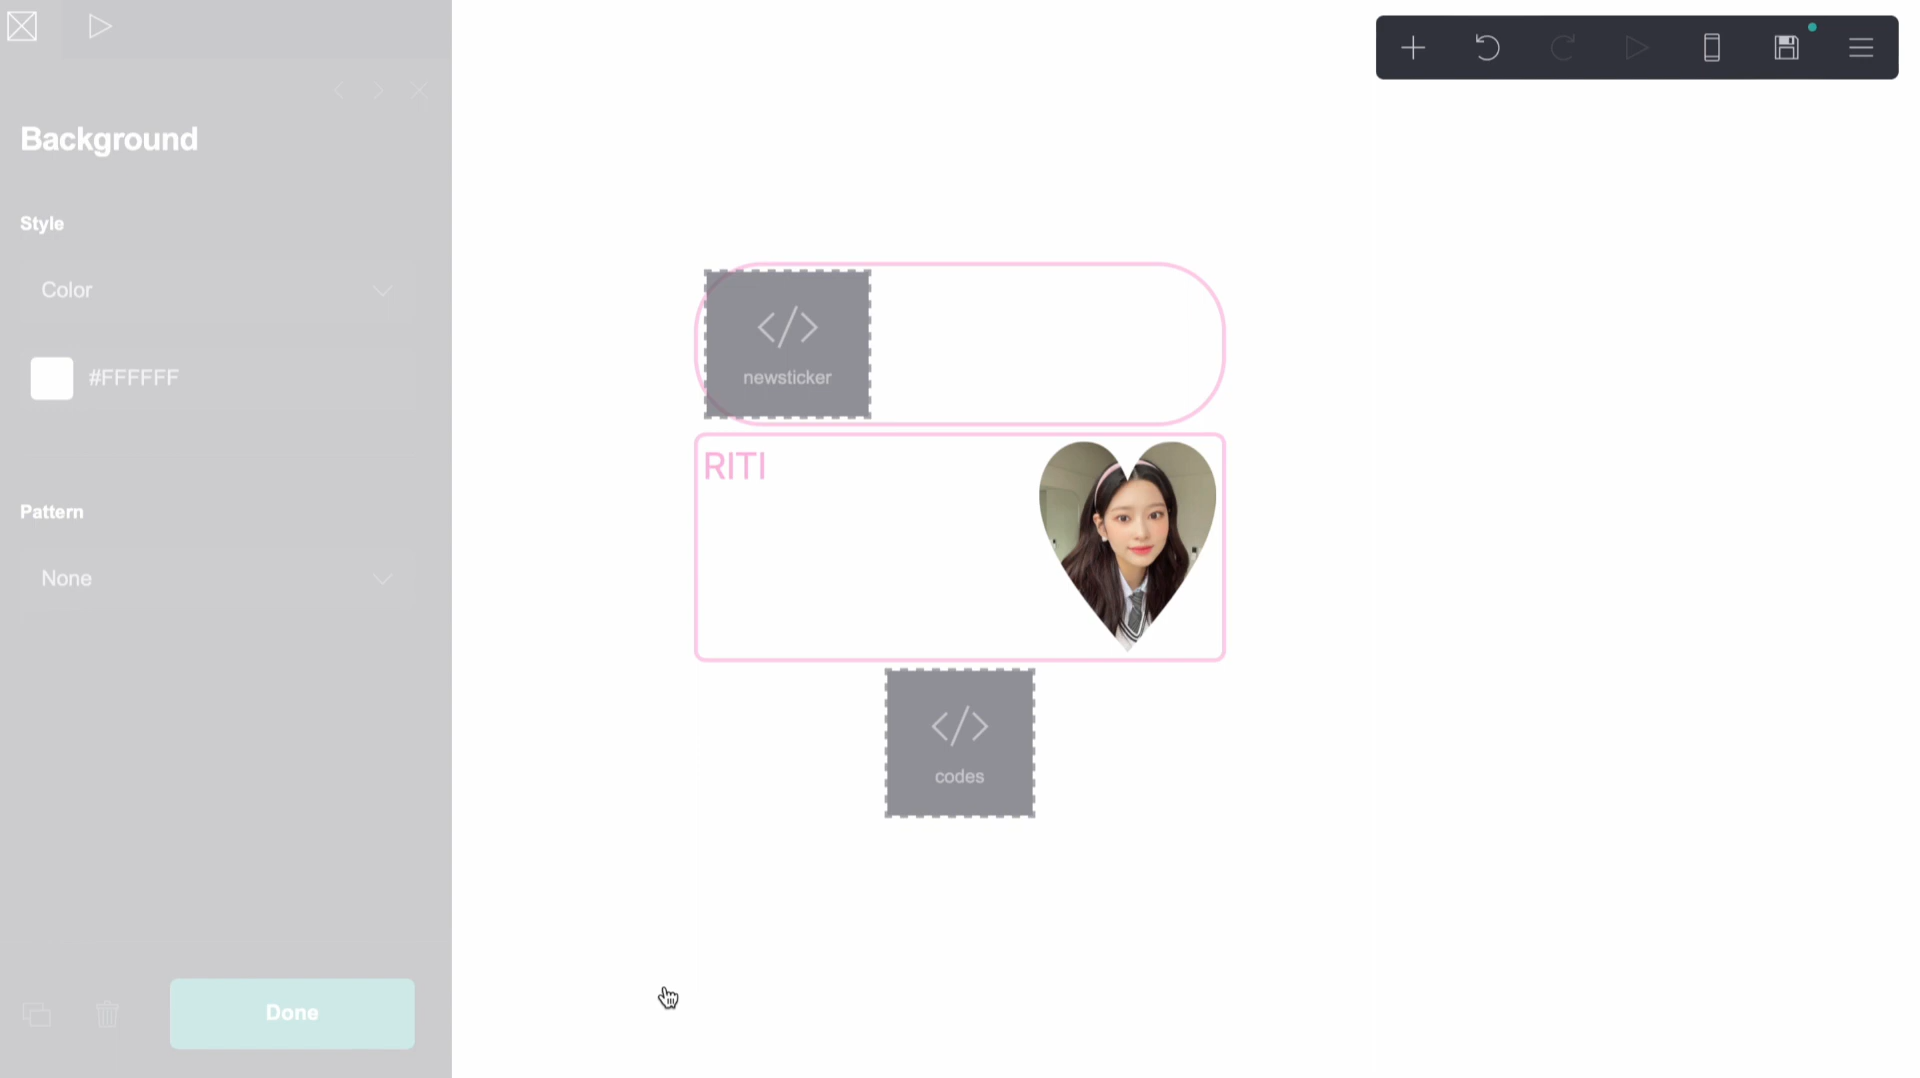 Background
Style
Color
#FFFFFF
Pattern
None
Done
newsticker
RITI
codes